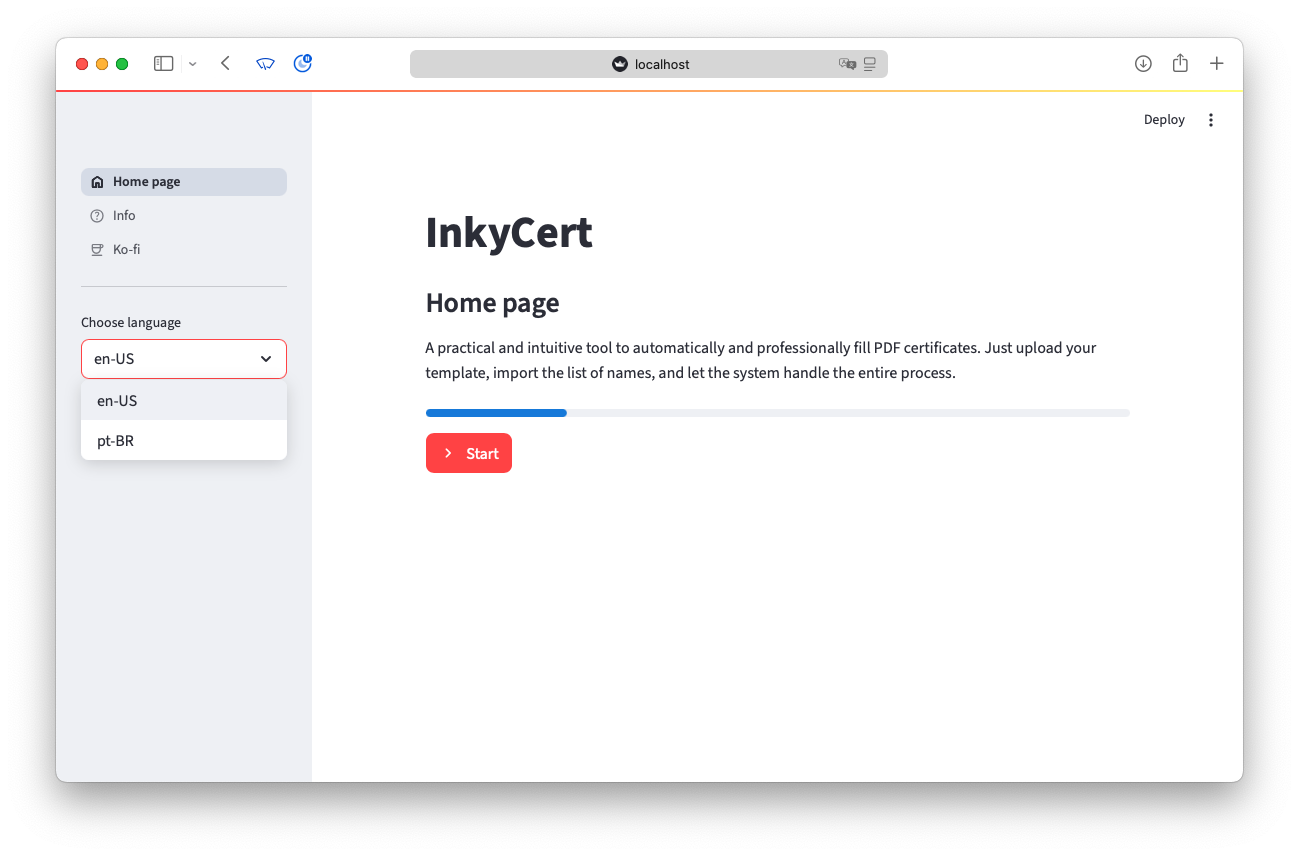 localhost
Deploy
Home page
Info
Ko-fi
Choose language
en-US
en-US
pt-BR
InkyCert
Home page
A practical and intuitive tool to automatically and professionally fill PDF certificates. Just upload your
template, import the list of names, and let the system handle the entire process.
Start